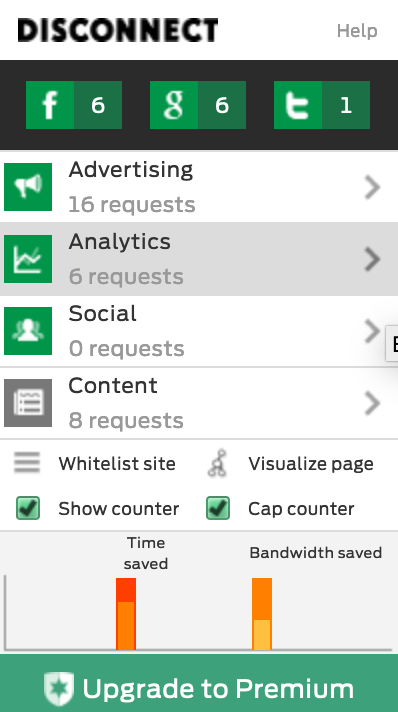 DISCONNECT
Help
f 6
g 6
t 1
Advertising
16 requests
Analytics
6 requests
Social
0 requests
Content
8 requests
Whitelist site
Visualize page
Show counter
Cap counter
Time
saved
Bandwidth saved
Upgrade to Premium